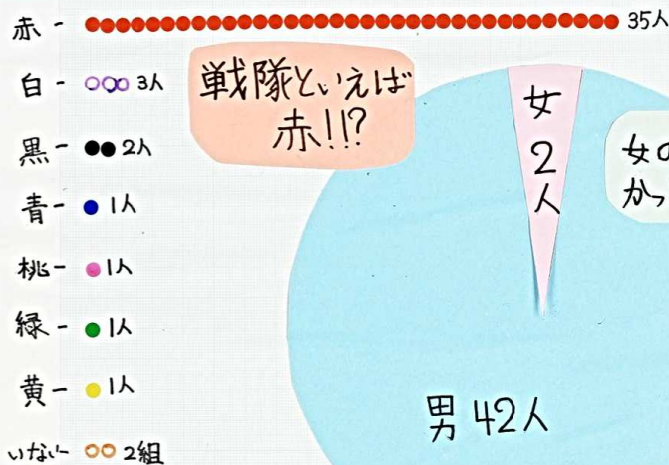 赤- 35人
戦隊といえば
赤!!?
白- 3人
黒- 2人
青- 1人
桃- 1人
緑- 1人
黄- 1人
いない- 2組
女
2
人
女の
かっ
男 42人